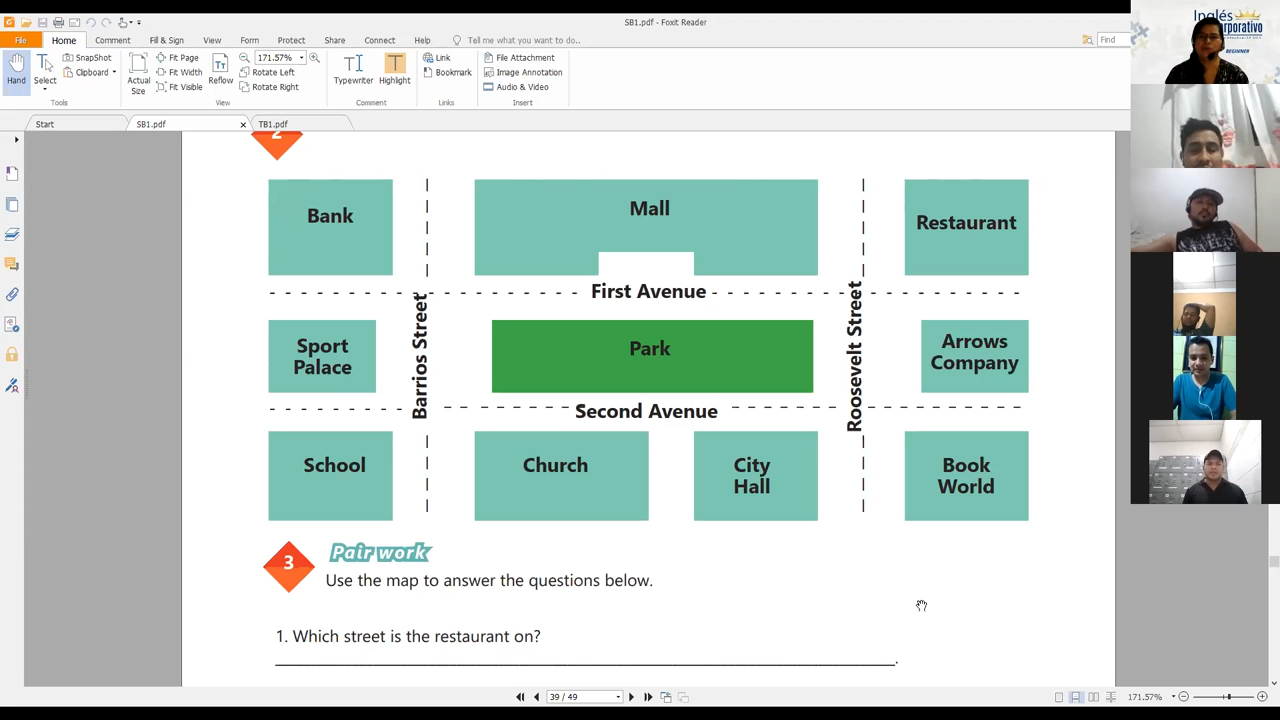 SB1.pdf - Foxit Reader
File Home Comment Fill & Sign View Form Protect Share Connect Help Tell me what you want to do..
Find
Hand
Select
SnapShot
Clipboard
Tools
Actual
Size
Fit Page
Fit Width
Fit Visible
Reflow
171.57%
Rotate Left
Rotate Right
View
Typewriter
Highlight
Comment
Link
Bookmark
Links
File Attachment
Image Annotation
Audio & Video
Insert
Start
SB1.pdf
TB1.pdf
Inglés
BEGINNER
2
Bank
Mall
Restaurant
First Avenue
Sport
Palace
Barrios Street
Park
Roosevelt Street
Arrows
Company
Second Avenue
School
Church
City
Hall
Book
World
3
Pair work
Use the map to answer the questions below.
1. Which street is the restaurant on?
39 / 49
171.57%